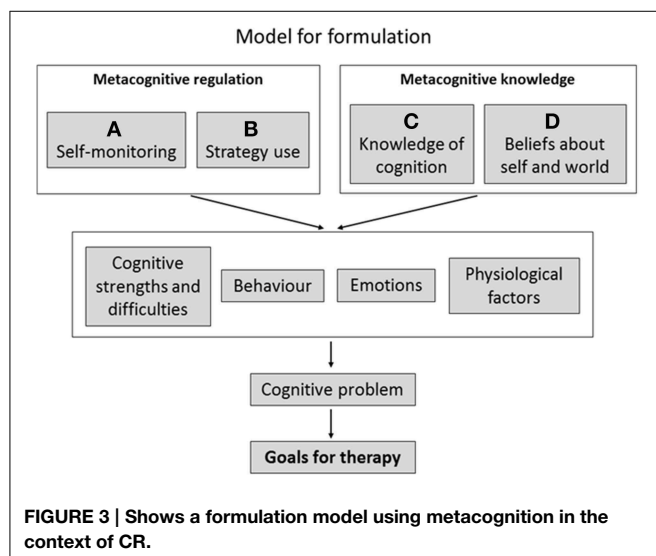 Model for formulation
Metacognitive regulation
A
Self-monitoring
B
Strategy use
Metacognitive knowledge
C
Knowledge of
cognition
D
Beliefs about
self and world
Cognitive
strengths and
difficulties
Behaviour
Emotions
Physiological
factors
Cognitive problem
Goals for therapy
FIGURE 3 | Shows a formulation model using metacognition in the
context of CR.